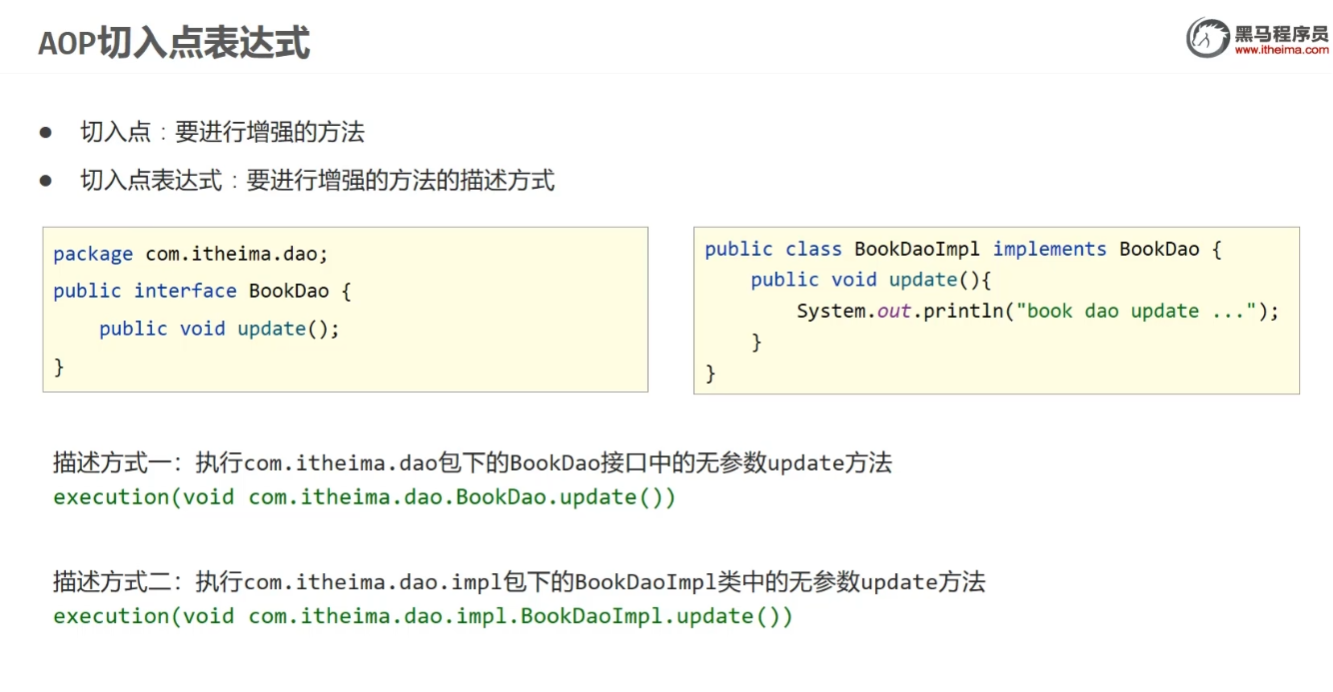 AOP切入点表达式
黑马程序员
www.itheima.com
● 切入点：要进行增强的方法
● 切入点表达式：要进行增强的方法的描述方式
package com.itheima.dao;
public interface BookDao {
    public void update();
}
public class BookDaoImpl implements BookDao {
    public void update(){
        System.out.println("book dao update ...");
    }
}
描述方式一：执行com.itheima.dao包下的BookDao接口中的无参数update方法
execution(void com.itheima.dao.BookDao.update())
描述方式二：执行com.itheima.dao.impl包下的BookDaoImpl类中的无参数update方法
execution(void com.itheima.dao.impl.BookDaoImpl.update())